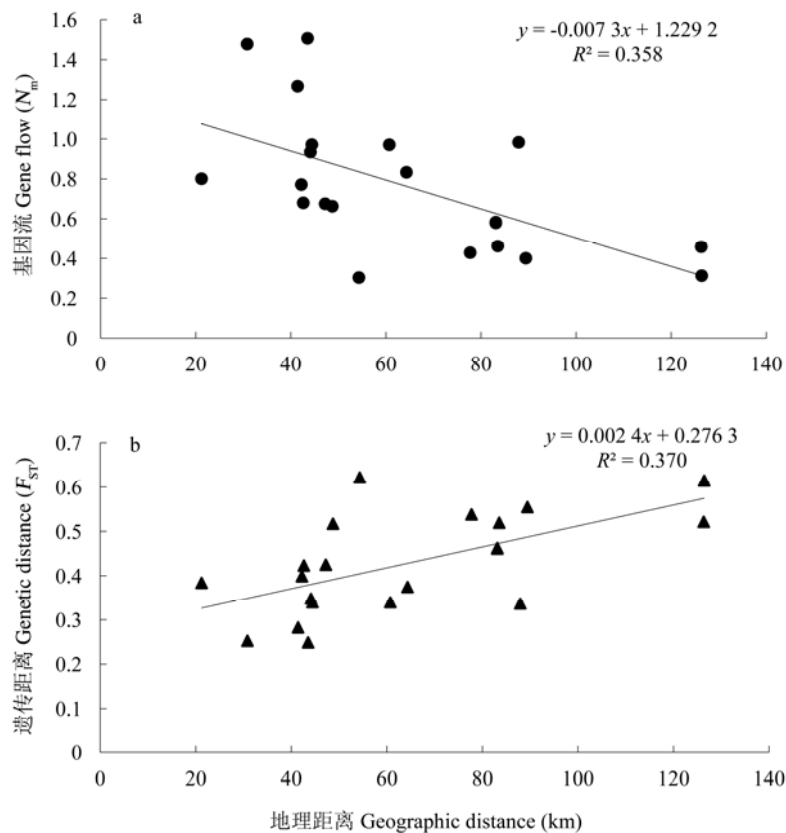 a
y = -0.007 3x + 1.229 2
R² = 0.358
基因流 Gene flow (Nm)
1.6
1.4
1.2
1.0
0.8
0.6
0.4
0.2
0
0 20 40 60 80 100 120 140
b
y = 0.002 4x + 0.276 3
R² = 0.370
遗传距离 Genetic distance (FST)
0.7
0.6
0.5
0.4
0.3
0.2
0.1
0
0 20 40 60 80 100 120 140
地理距离 Geographic distance (km)